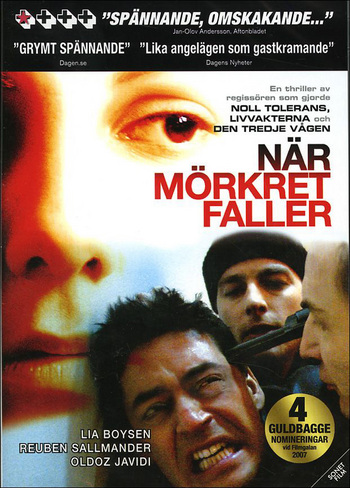 "SPÄNNANDE, OMSKAKANDE..."
Jan-Olov Andersson, Aftonbladet
"GRYMT SPÄNNANDE"
Dagen.se
"Lika angelägen som gastkramande"
Dagens Nyheter
En thriller av
regissören som gjorde
NOLL TOLERANS,
LIVVAKTERNA och
DEN TREDJE VÅGEN
NÄR
MÖRKRET
FALLER
LIA BOYSEN
REUBEN SALLMANDER
OLDOZ JAVIDI
4
GULDBAGGE
NOMINERINGAR
vid Filmgalan
2007
SONET
FILM